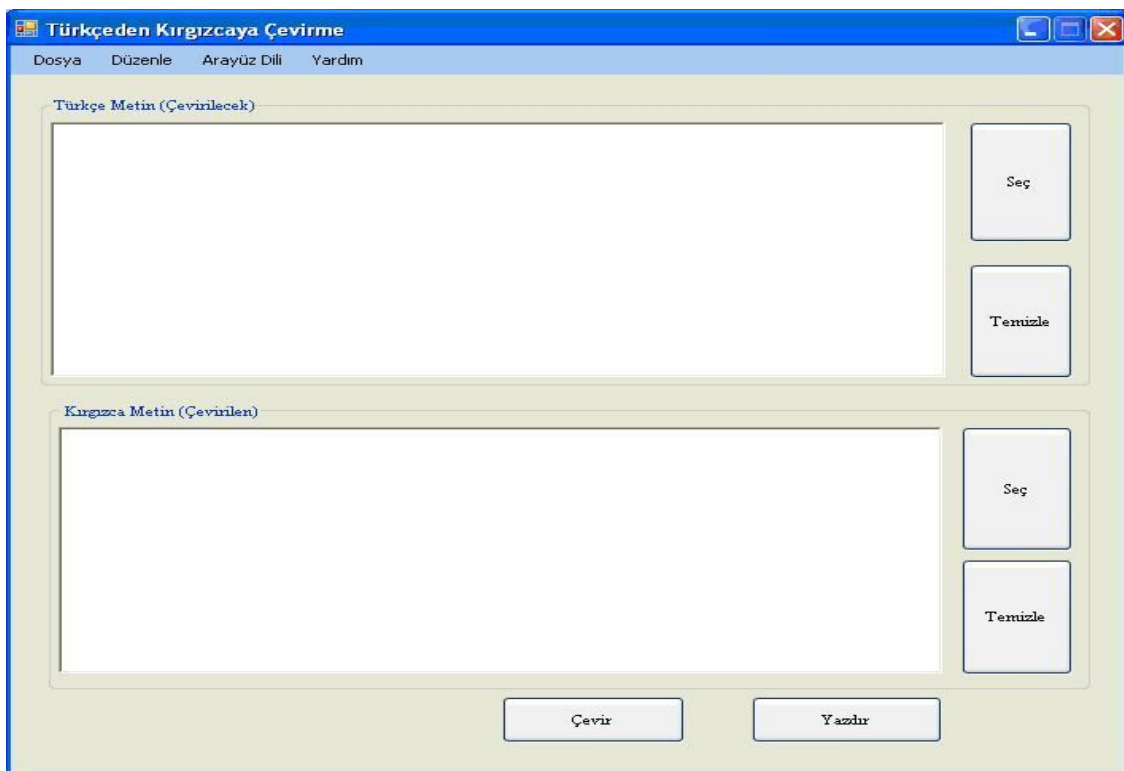 Türkçeden Kırgızcaya Çevirme
Dosya Düzenle Arayüz Dili Yardım
Türkçe Metin (Çevirilecek)
Seç
Temizle
Kırgızca Metin (Çevirilen)
Seç
Temizle
Çevir Yazdır